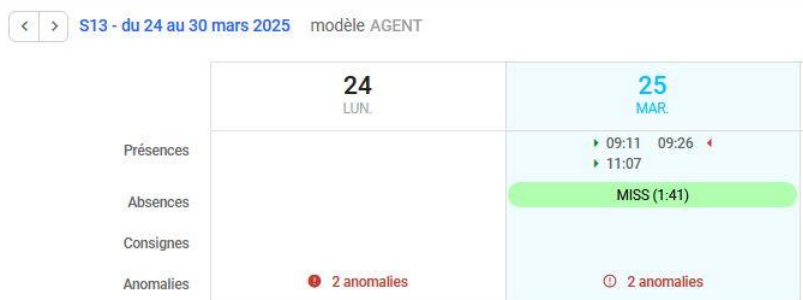 S13 - du 24 au 30 mars 2025 modèle AGENT
24 25
LUN. MAR.
Présences 09:11 09:26
11:07
Absences MISS (1:41)
Consignes
Anomalies 2 anomalies 2 anomalies